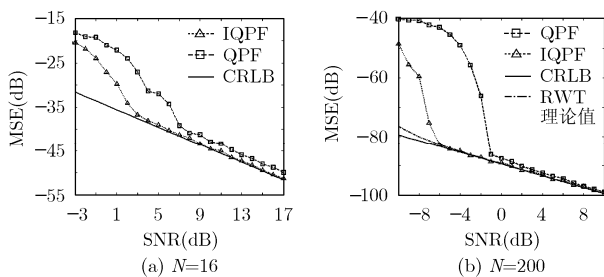 IQPF
QPF
CRLB
MSE(dB)
−15
−25
−35
−45
−55
−3 1 5 9 13 17
SNR(dB)
(a) N=16
QPF
IQPF
CRLB
RWT
理论值
MSE(dB)
−40
−60
−80
−100
−8 −4 0 4 8
SNR(dB)
(b) N=200